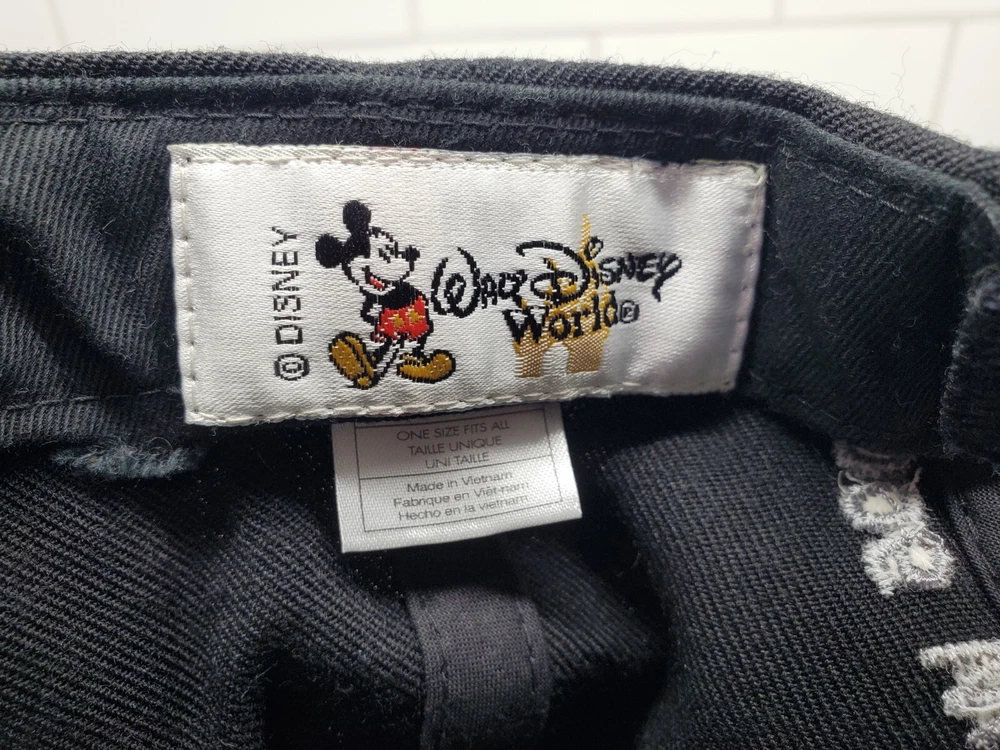 © DISNEY
WALT DISNEY
World®
ONE SIZE FITS ALL
TAILLE UNIQUE
UNI TAILLE
Made in Vietnam
Fabriqué en Việt-nam
Hecho en la vietnam